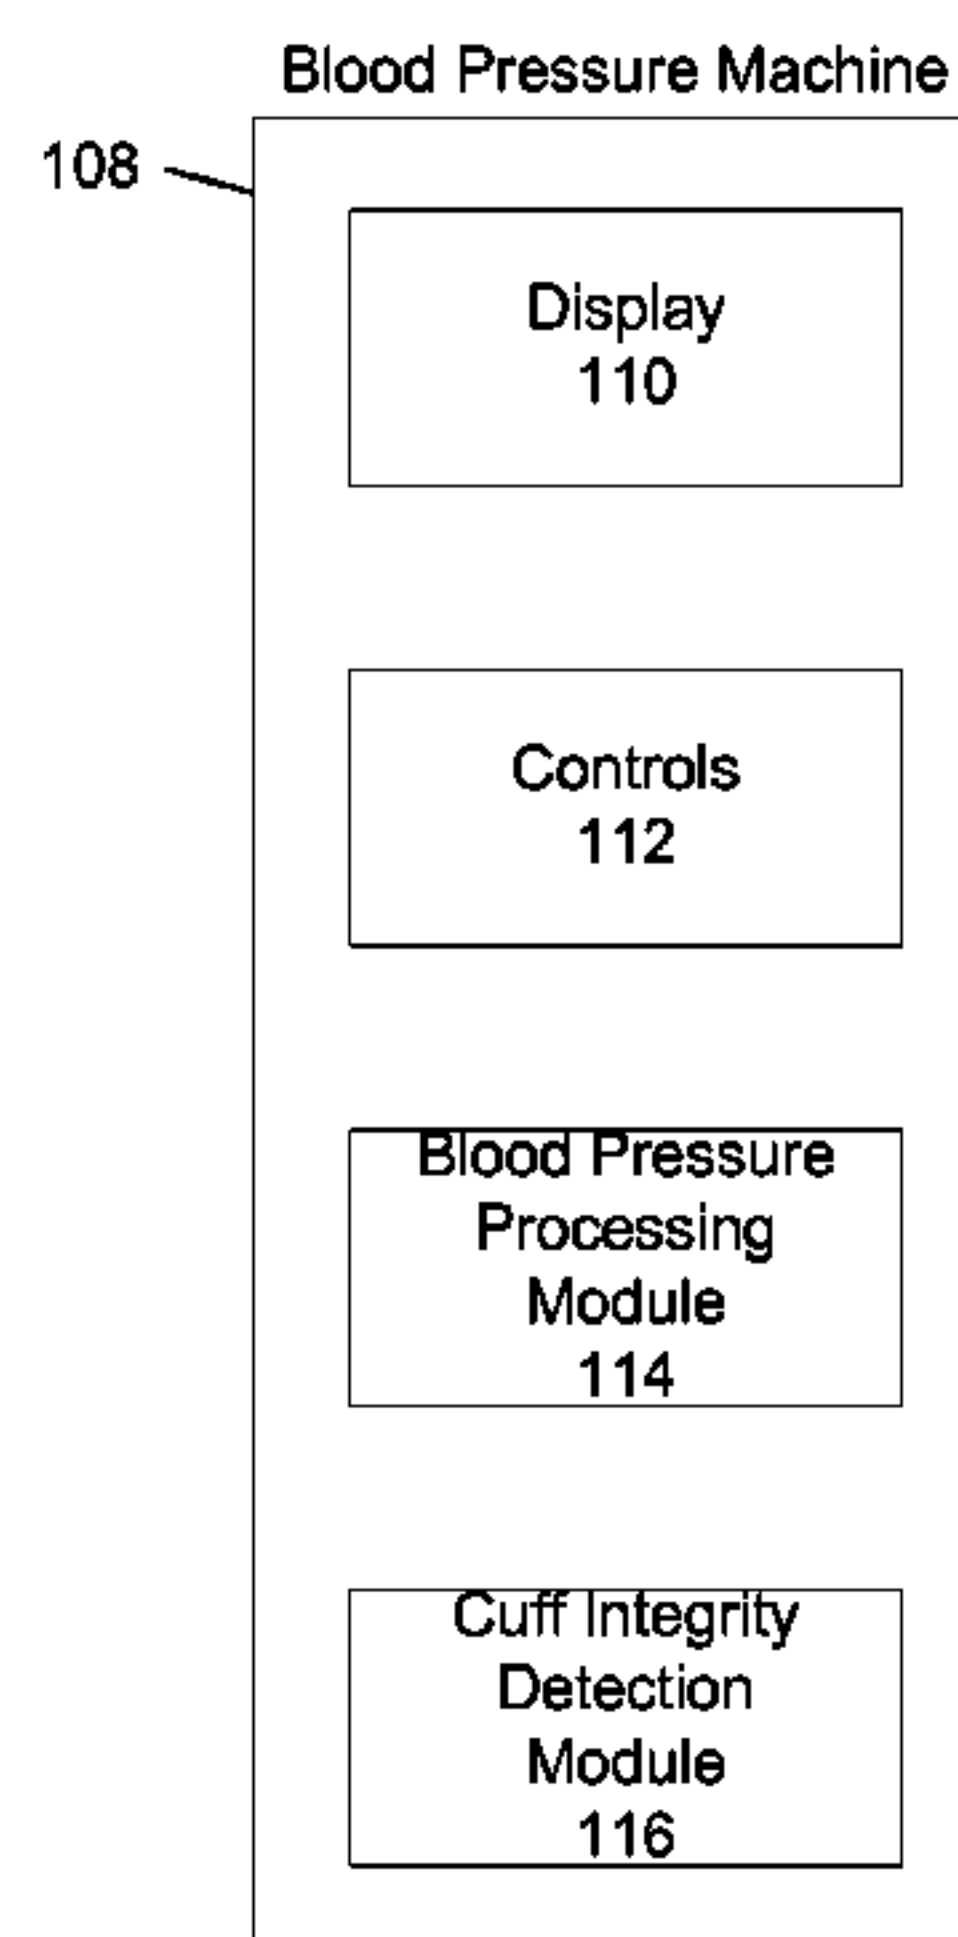 Blood Pressure Machine
108
Display
110
Controls
112
Blood Pressure
Processing
Module
114
Cuff Integrity
Detection
Module
116